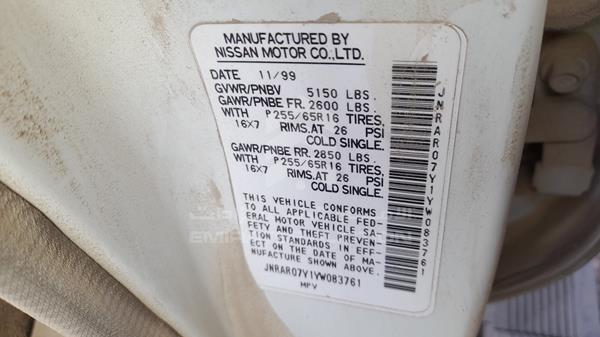 MANUFACTURED BY
NISSAN MOTOR CO.,LTD.
DATE 11/99
GVWR/PNBV 5150 LBS.
GAWR/PNBE FR. 2600 LBS.
WITH P255/65R16 TIRES.
16X7 RIMS.AT 26 PSI
COLD SINGLE.
GAWR/PNBE RR. 2850 LBS.
WITH P255/65R16 TIRES.
16X7 RIMS.AT 26 PSI
COLD SINGLE.
THIS VEHICLE CONFORMS
TO ALL APPLICABLE FED-
ERAL MOTOR VEHICLE SA-
FETY AND THEFT PREVEN-
TION STANDARDS IN EFF-
ECT ON THE DATE OF MA-
NUFACTURE SHOWN ABOVE.
JNRAR07Y1YW083761
MPV
JNRAR07Y1YW083761